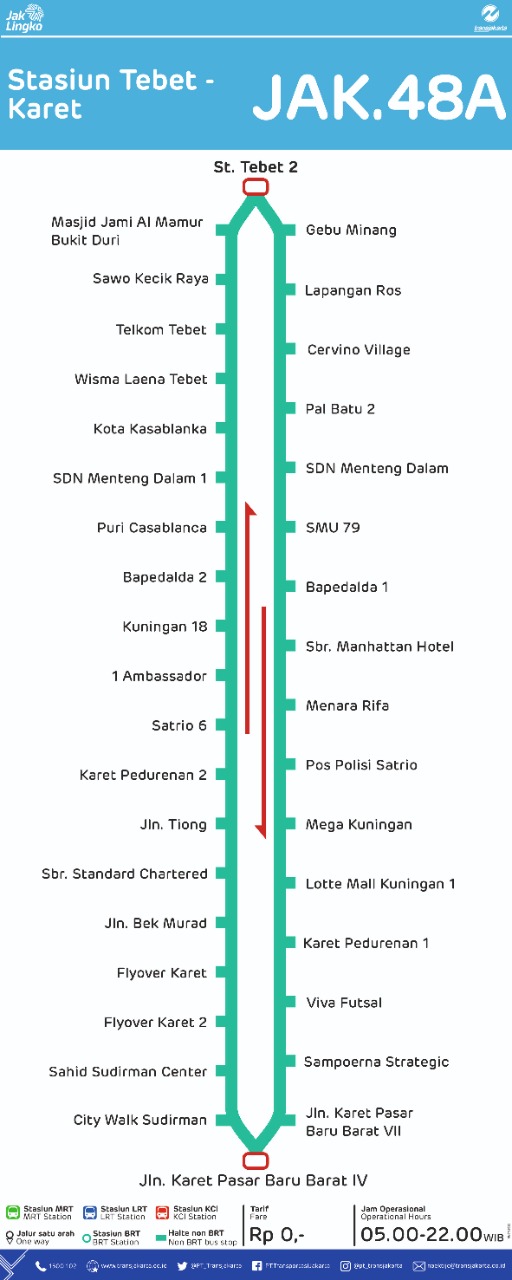 Jak
Lingko
transjakarta
Stasiun Tebet -
Karet
JAK.48A
St. Tebet 2
Masjid Jami Al Mamur
Bukit Duri
Sawo Kecik Raya
Telkom Tebet
Wisma Laena Tebet
Kota Kasablanka
SDN Menteng Dalam 1
Puri Casablanca
Bapedalda 2
Kuningan 18
1 Ambassador
Satrio 6
Karet Pedurenan 2
Jln. Tiong
Sbr. Standard Chartered
Jln. Bek Murad
Flyover Karet
Flyover Karet 2
Sahid Sudirman Center
City Walk Sudirman
Gebu Minang
Lapangan Ros
Cervino Village
Pal Batu 2
SDN Menteng Dalam
SMU 79
Bapedalda 1
Sbr. Manhattan Hotel
Menara Rifa
Pos Polisi Satrio
Mega Kuningan
Lotte Mall Kuningan 1
Karet Pedurenan 1
Viva Futsal
Sampoerna Strategic
Jln. Karet Pasar
Baru Barat VII
Jln. Karet Pasar Baru Barat IV
Stasiun MRT
MRT Station
Stasiun LRT
LRT Station
Stasiun KCI
KCI Station
Jalur satu arah
One way
Stasiun BRT
BRT Station
Halte non BRT
Non BRT bus stop
Tarif
Fare
Rp 0,-
Jam Operasional
Operational Hours
05.00-22.00 WIB
1500 102
www.transjakarta.co.id
@PT_Transjakarta
PTTransportasiJakarta
@pt_transjakarta